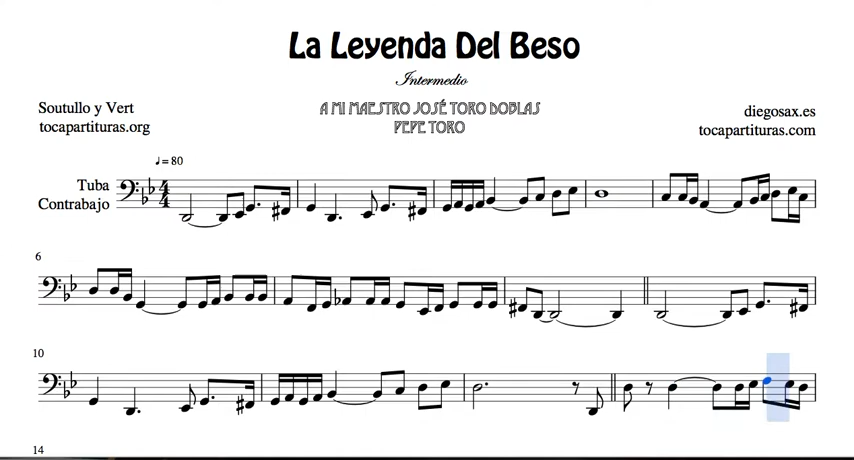 La Leyenda Del Beso
Intermedio
Soutullo y Vert
tocapartituras.org
A MI MAESTRO JOSÉ TORO DOBLAS
PEPE TORO
diegosax.es
tocapartituras.com
♩ = 80
Tuba
Contrabajo
6
10
14